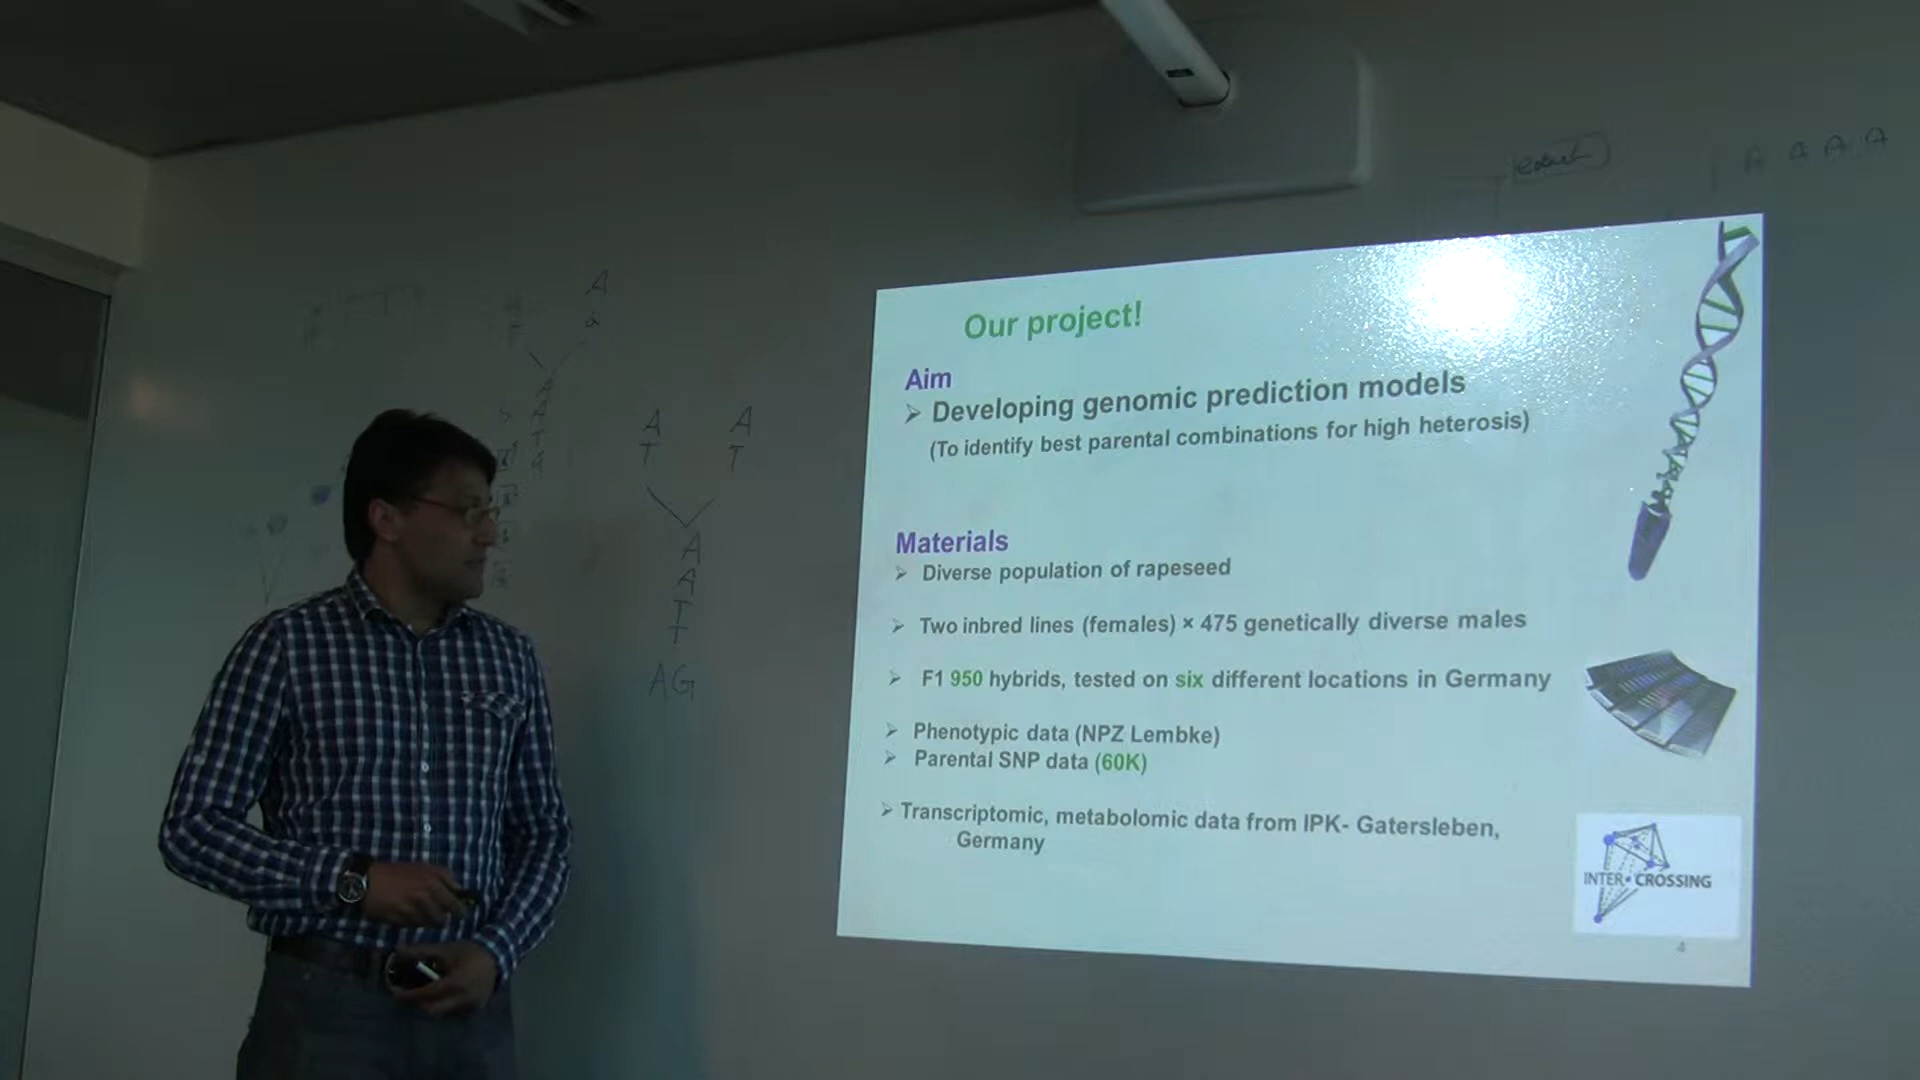 Our project!
Aim
➢ Developing genomic prediction models
(To identify best parental combinations for high heterosis)
Materials
➢ Diverse population of rapeseed
➢ Two inbred lines (females) × 475 genetically diverse males
➢ F1 950 hybrids, tested on six different locations in Germany
➢ Phenotypic data (NPZ Lembke)
➢ Parental SNP data (60K)
➢ Transcriptomic, metabolomic data from IPK- Gatersleben,
Germany
INTER CROSSING
4
A
a
A A
T T
A
A
T
T
AG
A A A A